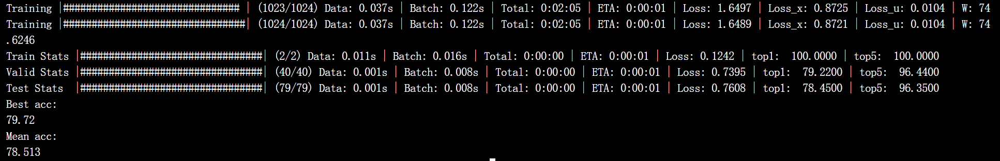 Training |############################### | (1023/1024) Data: 0.037s | Batch: 0.122s | Total: 0:02:05 | ETA: 0:00:01 | Loss: 1.6497 | Loss_x: 0.8725 | Loss_u: 0.0104 | W: 74
Training |################################| (1024/1024) Data: 0.037s | Batch: 0.122s | Total: 0:02:05 | ETA: 0:00:01 | Loss: 1.6489 | Loss_x: 0.8721 | Loss_u: 0.0104 | W: 74
.6246
Train Stats |################################| (2/2) Data: 0.011s | Batch: 0.016s | Total: 0:00:00 | ETA: 0:00:01 | Loss: 0.1242 | top1:  100.0000 | top5:  100.0000
Valid Stats |################################| (40/40) Data: 0.001s | Batch: 0.008s | Total: 0:00:00 | ETA: 0:00:01 | Loss: 0.7395 | top1:  79.2200 | top5:  96.4400
Test Stats  |################################| (79/79) Data: 0.001s | Batch: 0.008s | Total: 0:00:00 | ETA: 0:00:01 | Loss: 0.7608 | top1:  78.4500 | top5:  96.3500
Best acc:
79.72
Mean acc:
78.513